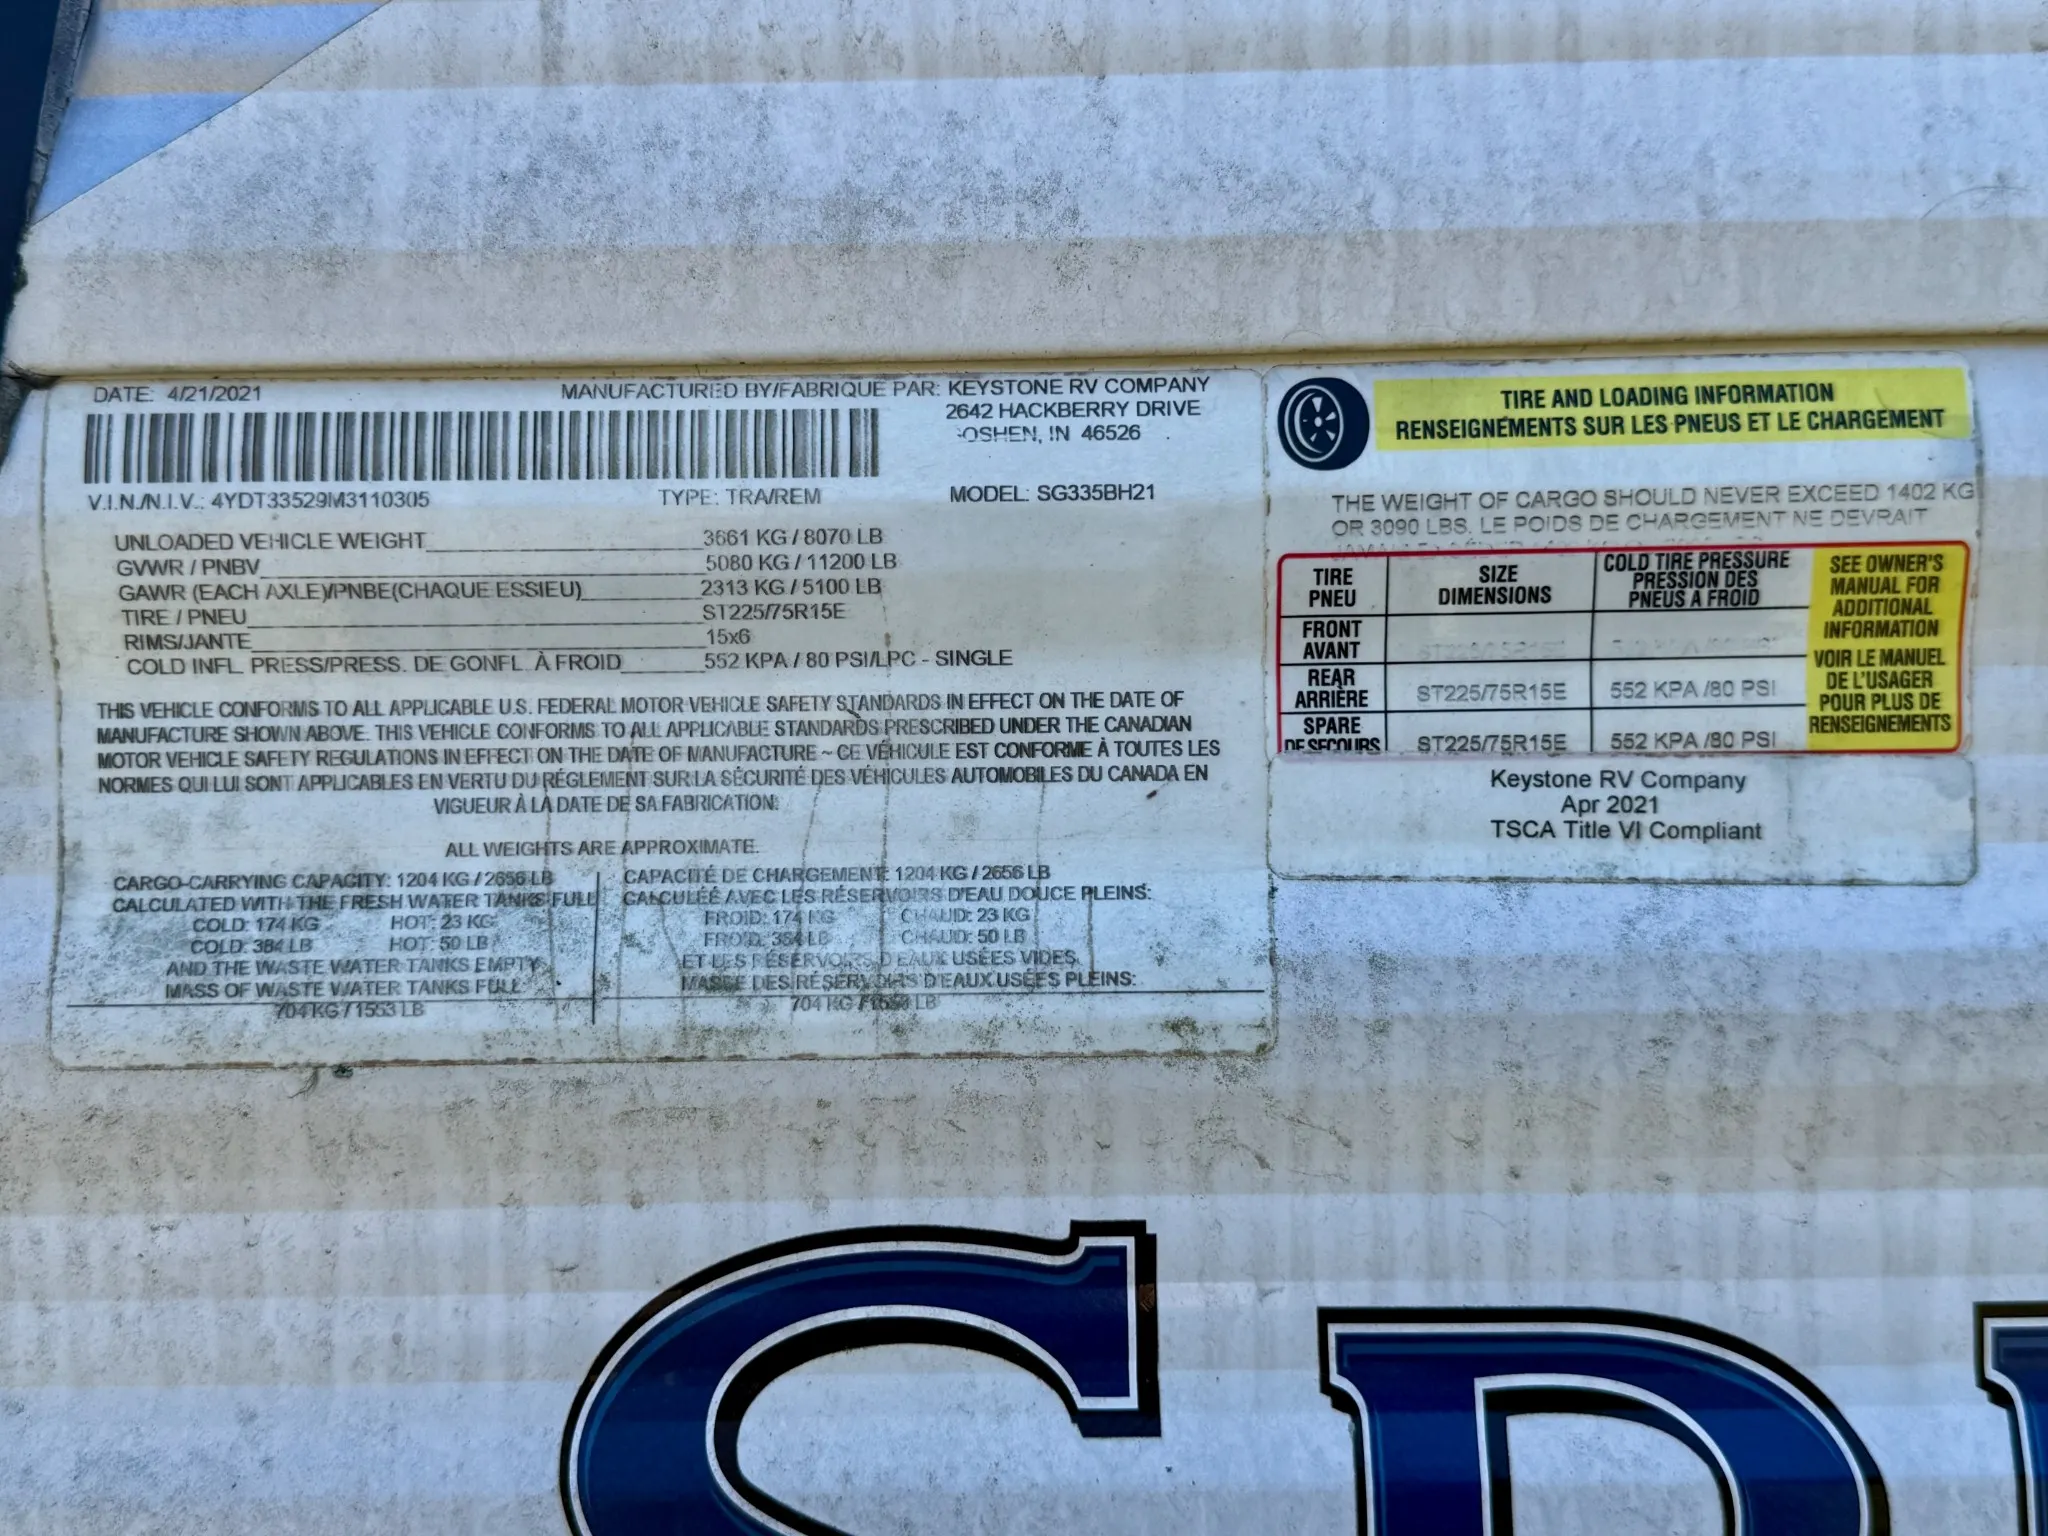 DATE: 4/21/2021
MANUFACTURED BY/FABRIQUE PAR: KEYSTONE RV COMPANY
2642 HACKBERRY DRIVE
OSHEN, IN 46526
V.I.N./N.I.V.: 4YDT33529M3110305 TYPE: TRA/REM MODEL: SG335BH21
UNLOADED VEHICLE WEIGHT 3661 KG / 8070 LB
GVWR / PNBV 5080 KG / 11200 LB
GAWR (EACH AXLE)/PNBE(CHAQUE ESSIEU) 2313 KG / 5100 LB
TIRE / PNEU ST225/75R15E
RIMS/JANTE 15x6
COLD INFL. PRESS/PRESS. DE GONFL. À FROID 552 KPA / 80 PSI/LPC - SINGLE
THIS VEHICLE CONFORMS TO ALL APPLICABLE U.S. FEDERAL MOTOR VEHICLE SAFETY STANDARDS IN EFFECT ON THE DATE OF
MANUFACTURE SHOWN ABOVE. THIS VEHICLE CONFORMS TO ALL APPLICABLE STANDARDS PRESCRIBED UNDER THE CANADIAN
MOTOR VEHICLE SAFETY REGULATIONS IN EFFECT ON THE DATE OF MANUFACTURE ~ CE VÉHICULE EST CONFORME À TOUTES LES
NORMES QUI LUI SONT APPLICABLES EN VERTU DU RÉGLEMENT SUR LA SÉCURITÉ DES VÉHICULES AUTOMOBILES DU CANADA EN
VIGUEUR À LA DATE DE SA FABRICATION.
ALL WEIGHTS ARE APPROXIMATE.
CARGO-CARRYING CAPACITY: 1204 KG / 2656 LB
CALCULATED WITH THE FRESH WATER TANKS FULL
COLD: 174 KG HOT: 23 KG
COLD: 384 LB HOT: 50 LB
AND THE WASTE WATER TANKS EMPTY
MASS OF WASTE WATER TANKS FULL
704 KG / 1553 LB
CAPACITÉ DE CHARGEMENT: 1204 KG / 2656 LB
CALCULÉE AVEC LES RÉSERVOIRS D'EAU DOUCE PLEINS:
FROID: 174 KG CHAUD: 23 KG
FROID: 384 LB CHAUD: 50 LB
ET LES RÉSERVOIRS D'EAUX USÉES VIDES
MASSE DES RÉSERVOIRS D'EAUX USÉES PLEINS:
704 KG / 1553 LB
TIRE AND LOADING INFORMATION
RENSEIGNEMENTS SUR LES PNEUS ET LE CHARGEMENT
THE WEIGHT OF CARGO SHOULD NEVER EXCEED 1402 KG
OR 3090 LBS. LE POIDS DE CHARGEMENT NE DEVRAIT
TIRE PNEU SIZE DIMENSIONS COLD TIRE PRESSURE PRESSION DES PNEUS A FROID
FRONT AVANT
REAR ARRIÈRE ST225/75R15E 552 KPA /80 PSI
SPARE DE SECOURS ST225/75R15E 552 KPA /80 PSI
SEE OWNER'S
MANUAL FOR
ADDITIONAL
INFORMATION
VOIR LE MANUEL
DE L'USAGER
POUR PLUS DE
RENSEIGNEMENTS
Keystone RV Company
Apr 2021
TSCA Title VI Compliant